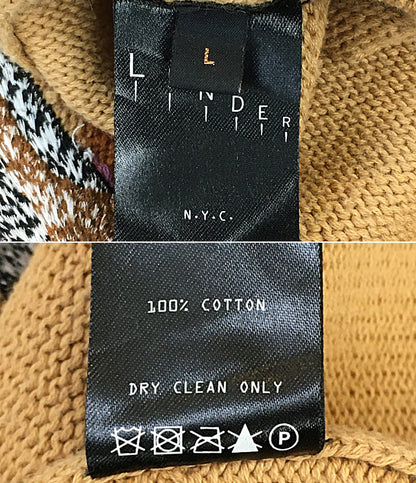 L
LINDER
N.Y.C.
100% COTTON
DRY CLEAN ONLY
P